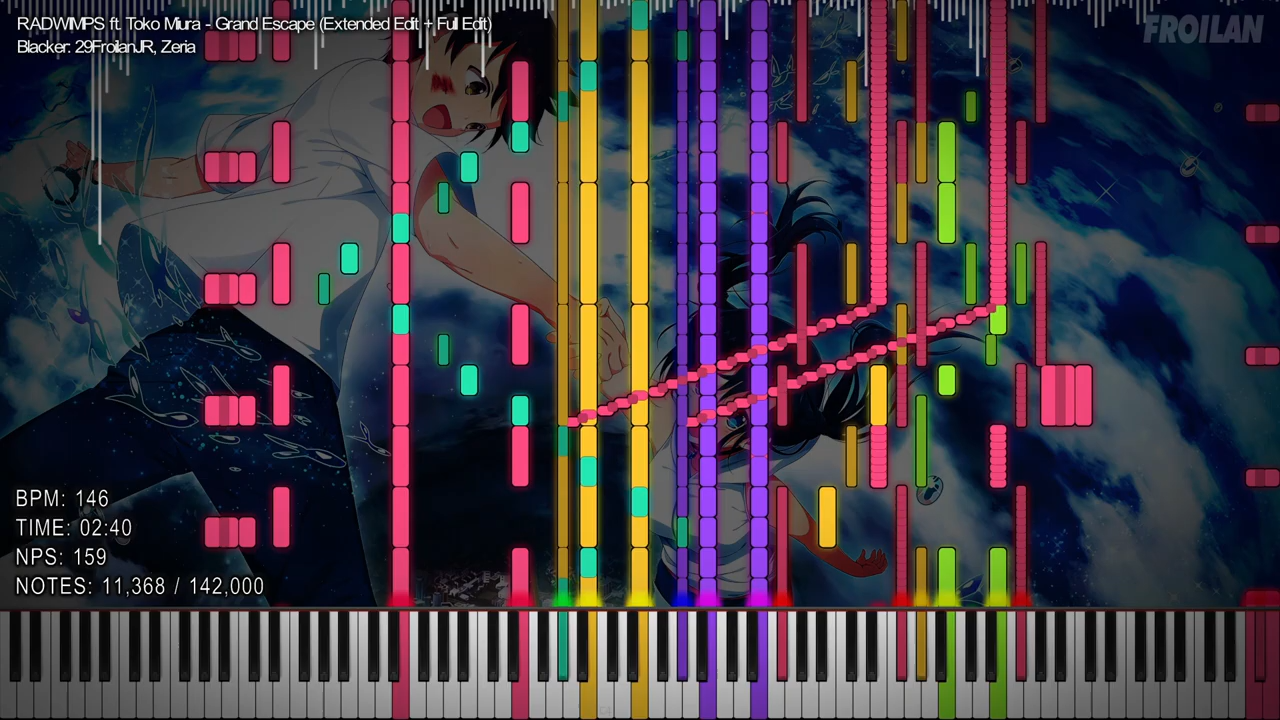 RADWIMPS ft. Toko Miura - Grand Escape (Extended Edit + Full Edit)
Blacker: 29FroilanJR, Zeria
FROILAN
BPM: 146
TIME: 02:40
NPS: 159
NOTES: 11,368 / 142,000